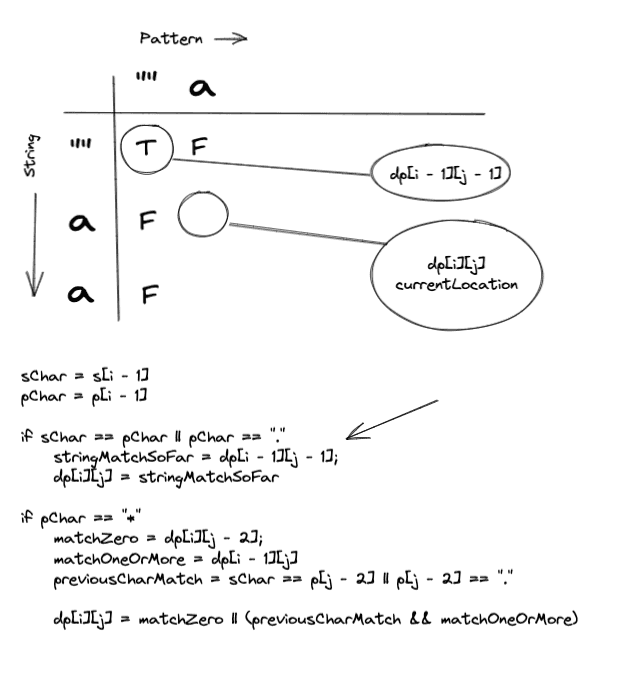 Pattern
"" a
"" T F dp[i - 1][j - 1]
String
a F
dp[i][j]
currentLocation
a F
sChar = s[i - 1]
pChar = p[i - 1]
if sChar == pChar || pChar == "."
stringMatchSoFar = dp[i - 1][j - 1];
dp[i][j] = stringMatchSoFar
if pChar == "*"
matchZero = dp[i][j - 2];
matchOneOrMore = dp[i - 1][j]
previousCharMatch = sChar == p[j - 2] || p[j - 2] == "."
dp[i][j] = matchZero || (previousCharMatch && matchOneOrMore)